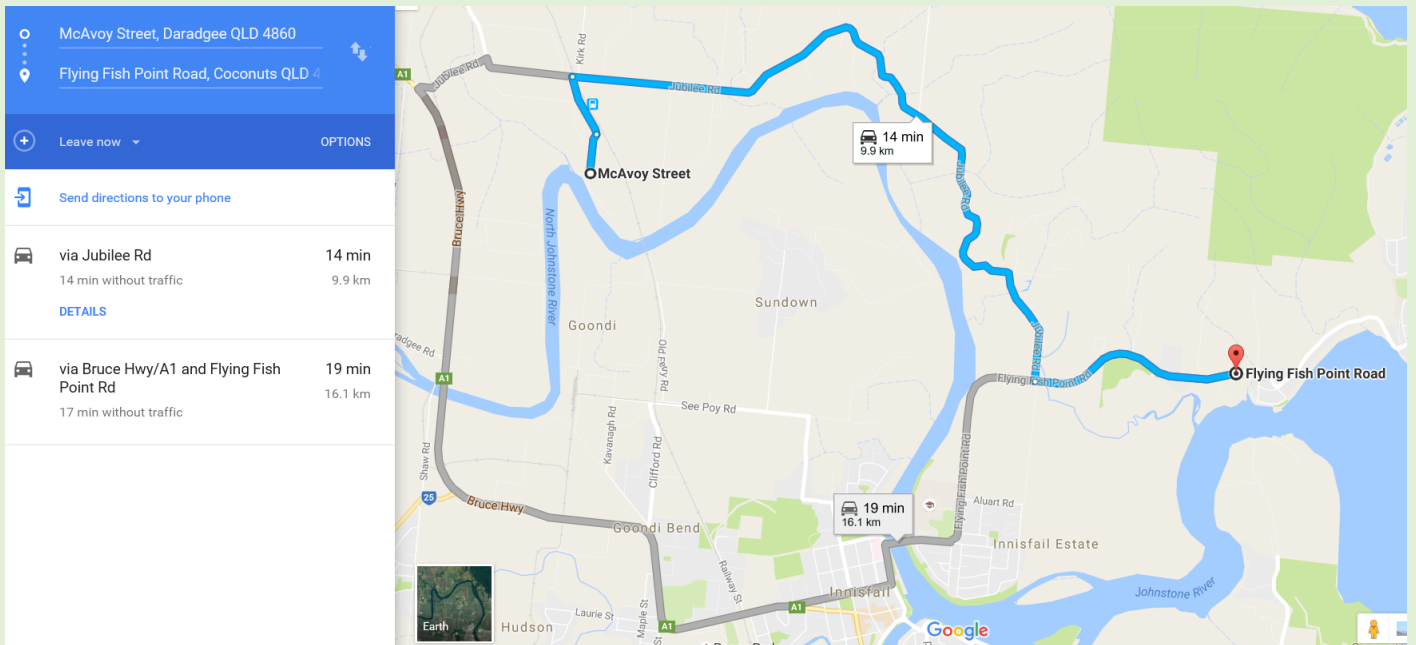 McAvoy Street, Daradgee QLD 4860
Flying Fish Point Road, Coconuts QLD 4
Leave now
OPTIONS
Send directions to your phone
via Jubilee Rd
14 min
14 min without traffic
9.9 km
DETAILS
via Bruce Hwy/A1 and Flying Fish
Point Rd
19 min
16.1 km
17 min without traffic
A1
Jubilee Rd
Kirk Rd
Jubilee Rd
14 min
9.9 km
McAvoy Street
Jubilee Rd
Bruce Hwy
North Johnstone River
Sundown
Goondi
Jubilee Rd
Old Ferry Rd
A1
Flying Fish Point Rd
Flying Fish Point Road
See Poy Rd
Kavanagh Rd
Clifford Rd
Shaw Rd
Flying Fish Point Rd
25
Bruce Hwy
Goondi Bend
19 min
16.1 km
Aluart Rd
Innisfail Estate
Railway St
Innisfail
Johnstone River
A1
Laurie St
Maple St
Hudson
A1
Earth
Google